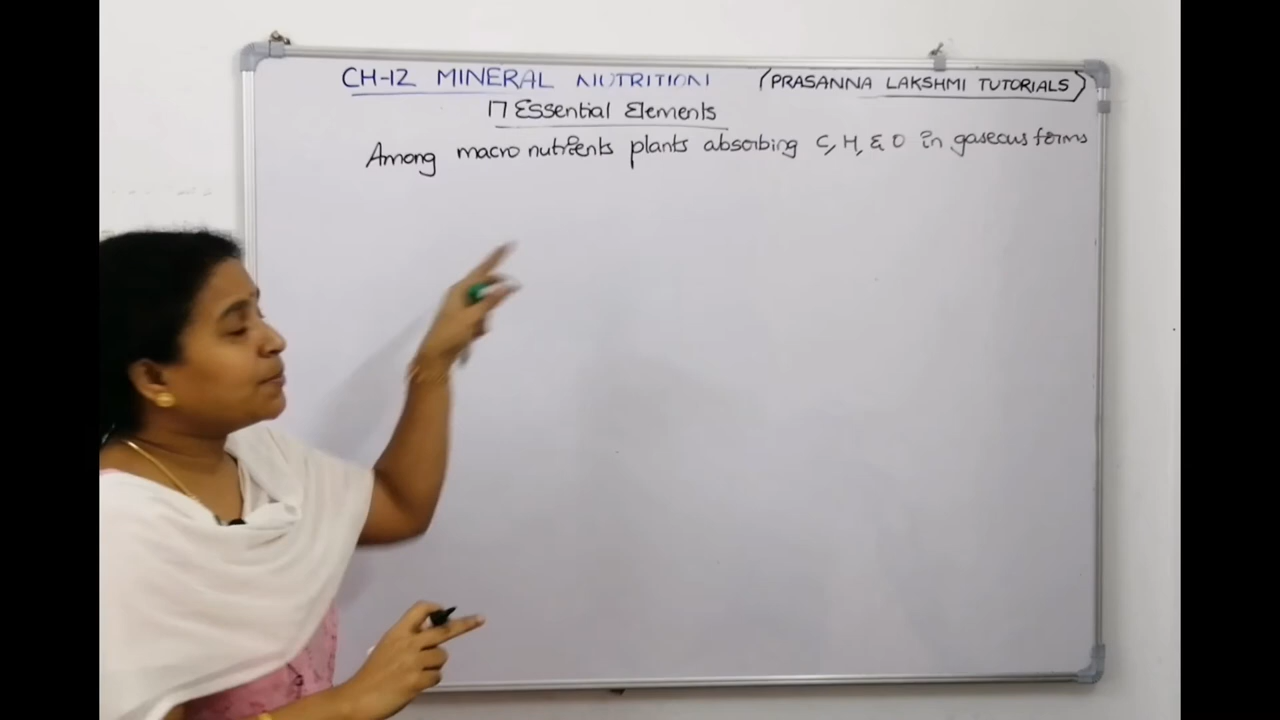 CH-12 MINERAL NUTRITION (PRASANNA LAKSHMI TUTORIALS)
17 Essential Elements
Among macro nutrients plants absorbing C, H, & O in gaseous forms